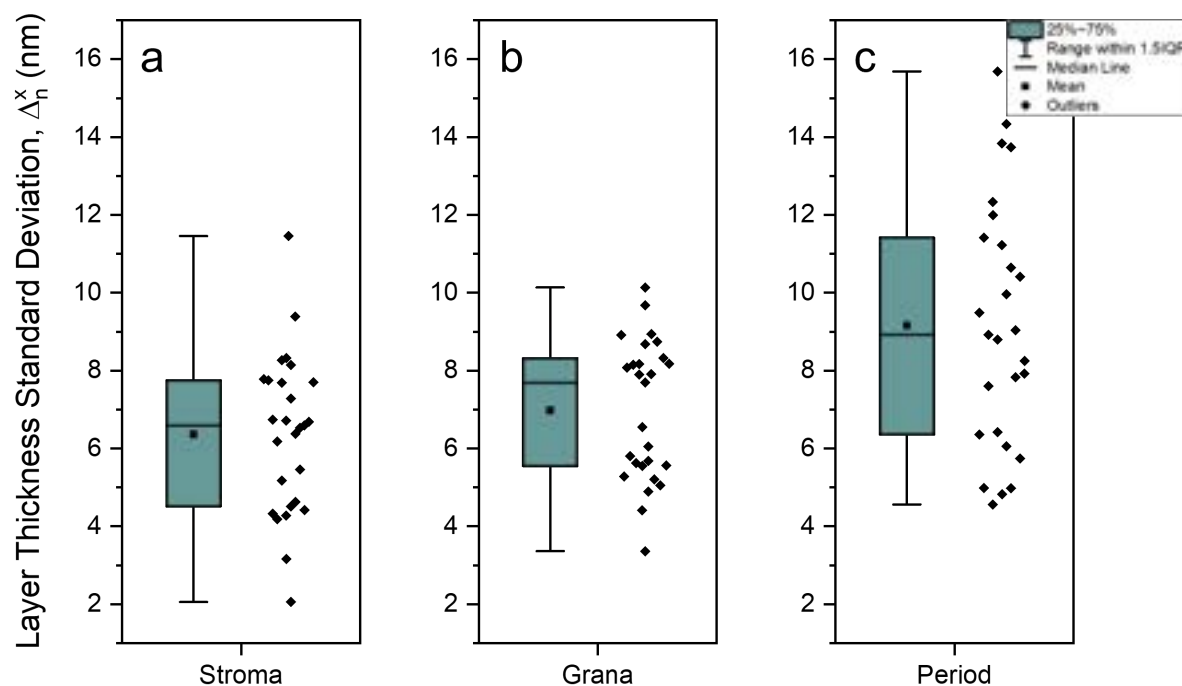 Layer Thickness Standard Deviation, Δₙˣ (nm)
a
16
14
12
10
8
6
4
2
Stroma
b
16
14
12
10
8
6
4
2
Grana
c
16
14
12
10
8
6
4
2
Period
25%~75%
Range within 1.5IQR
Median Line
Mean
Outliers